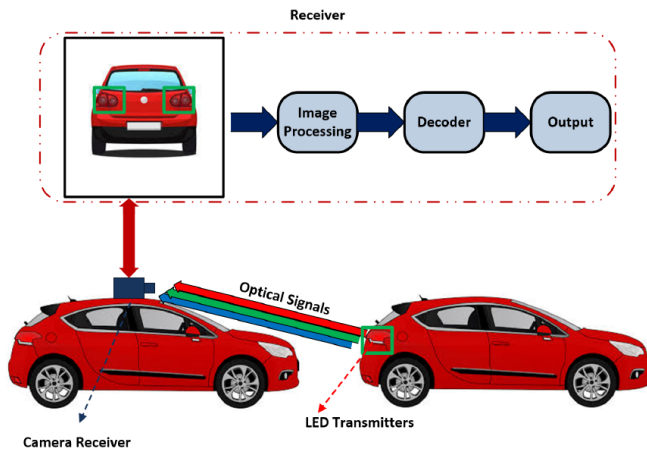 Receiver
Image
Processing
Decoder
Output
Optical Signals
LED Transmitters
Camera Receiver